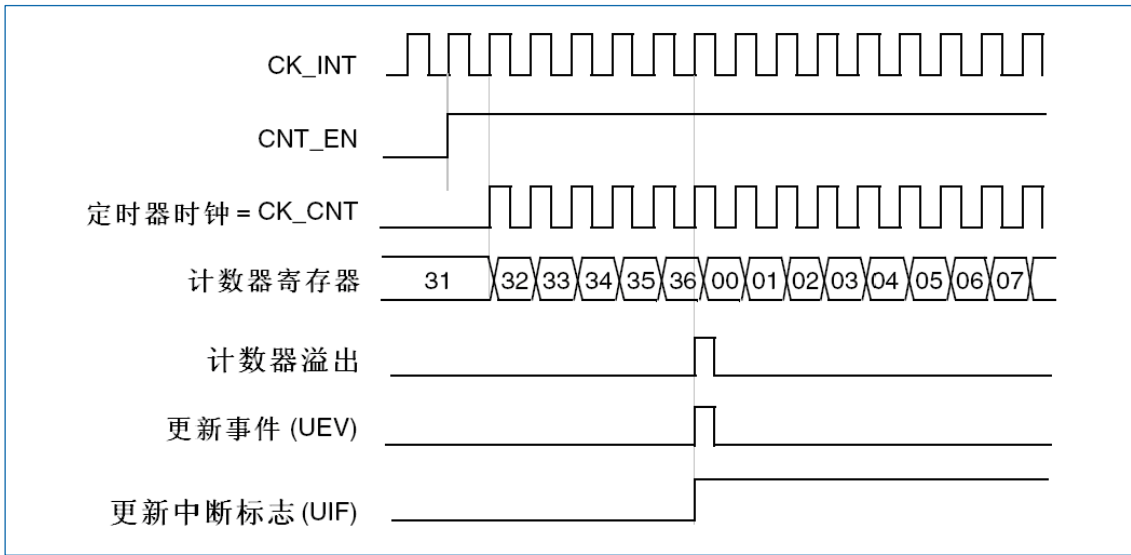 CK_INT
CNT_EN
定时器时钟 = CK_CNT
计数器寄存器 31 32 33 34 35 36 00 01 02 03 04 05 06 07
计数器溢出
更新事件 (UEV)
更新中断标志 (UIF)